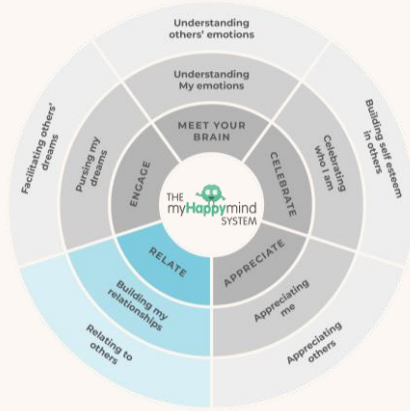 Understanding
others' emotions
Understanding
My emotions
MEET YOUR
BRAIN
Building self esteem
in others
Celebrating
who I am
CELEBRATE
Appreciating
others
Appreciating
me
APPRECIATE
Relating to
others
Building my
relationships
RELATE
Facilitating others'
dreams
Pursing my
dreams
ENGAGE
THE
myHappymind
SYSTEM